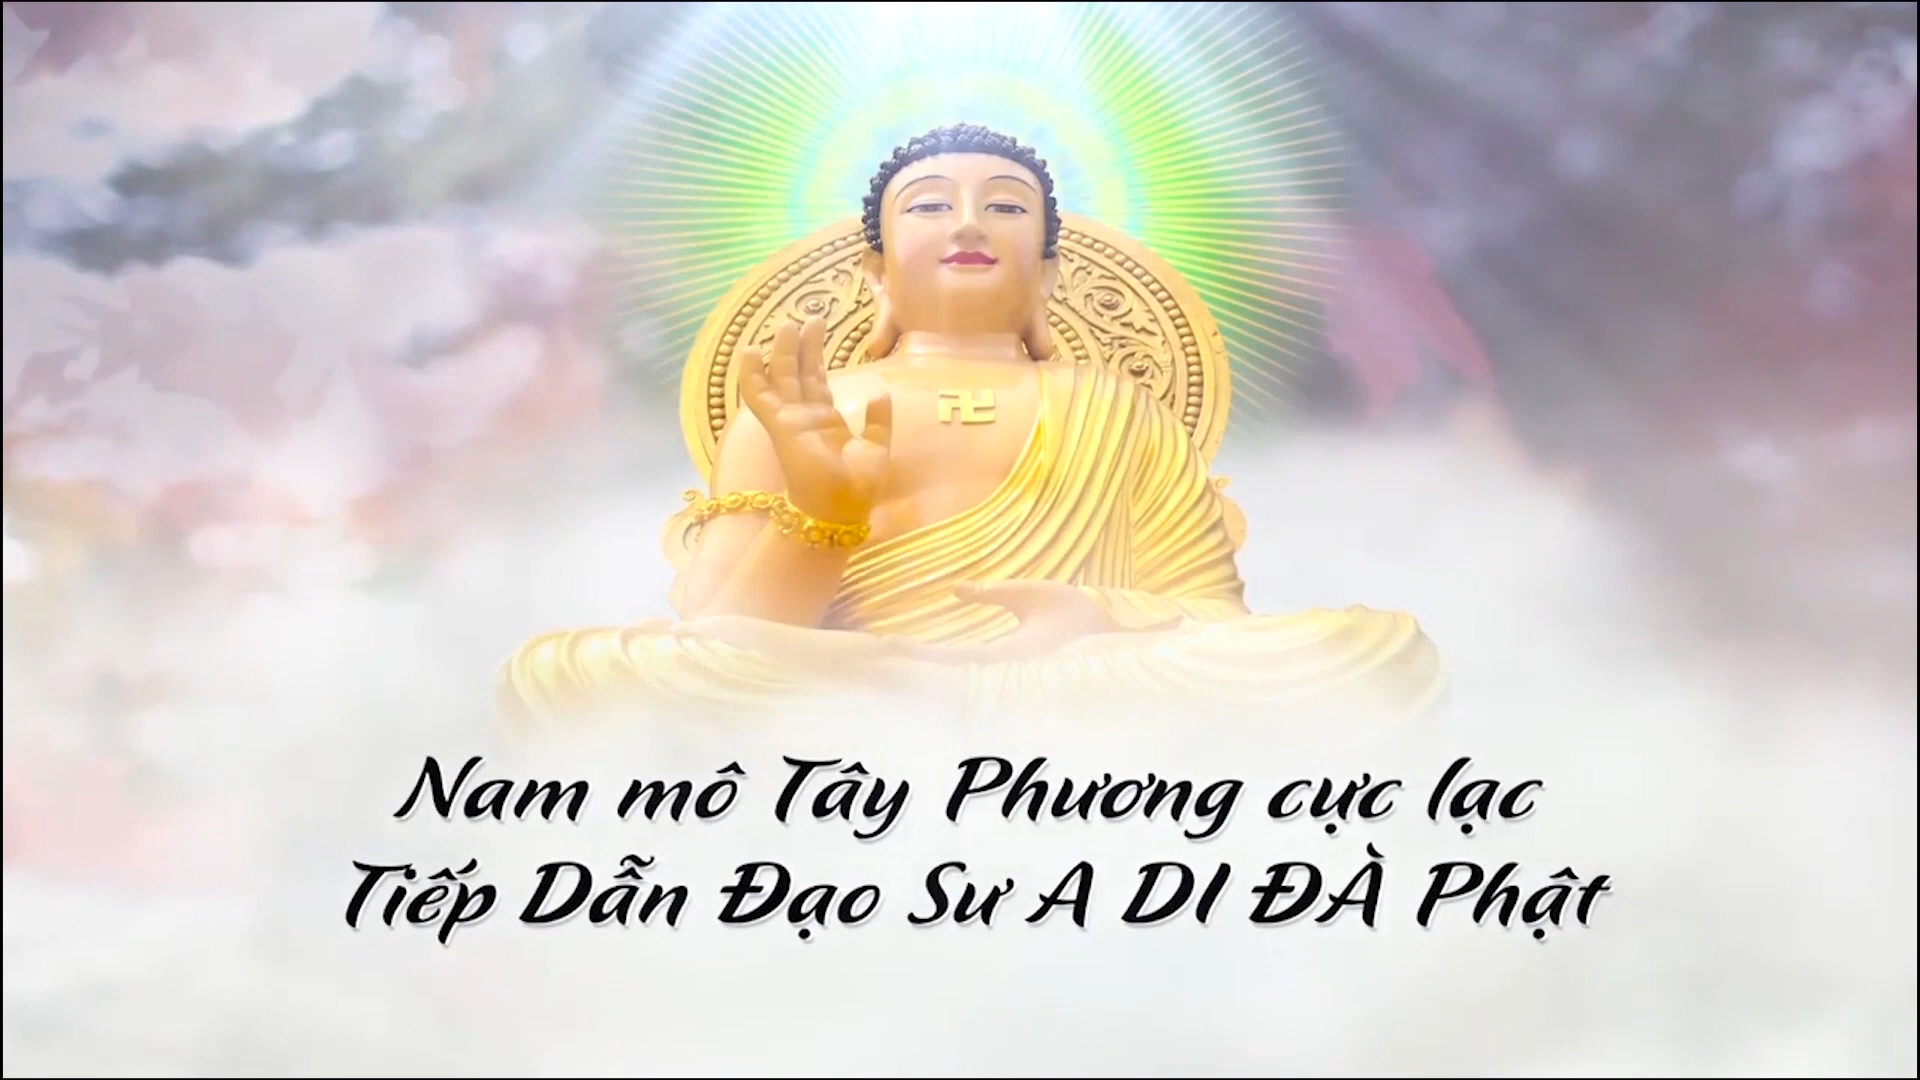 Nam mô Tây Phương cực lạc
Tiếp Dẫn Đạo Sư A DI ĐÀ Phật